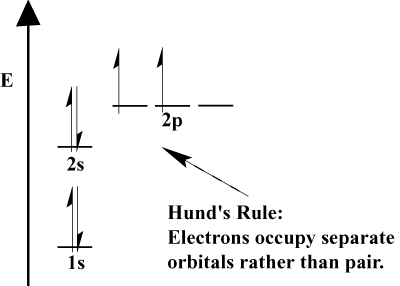 E
2p
2s
1s
Hund's Rule:
Electrons occupy separate
orbitals rather than pair.